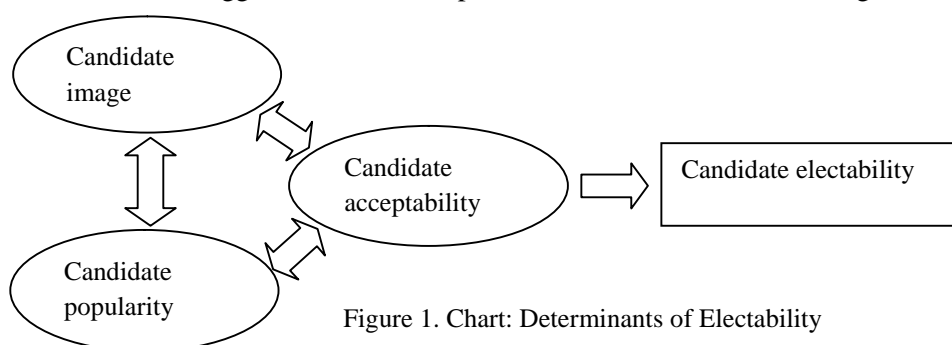 Candidate
image
Candidate
acceptability
Candidate electability
Candidate
popularity
Figure 1. Chart: Determinants of Electability